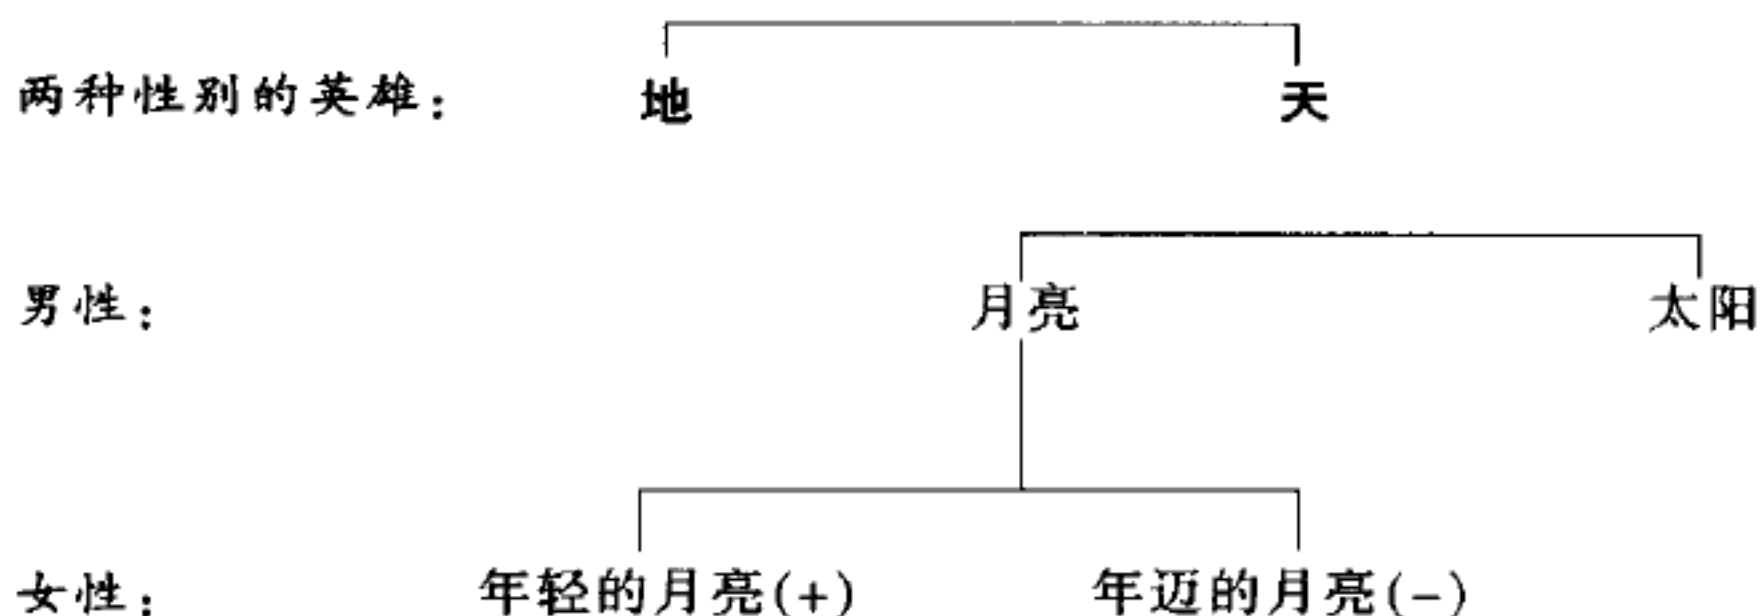 两种性别的英雄： 地 天
男性： 月亮 太阳
女性： 年轻的月亮(+) 年迈的月亮(-)